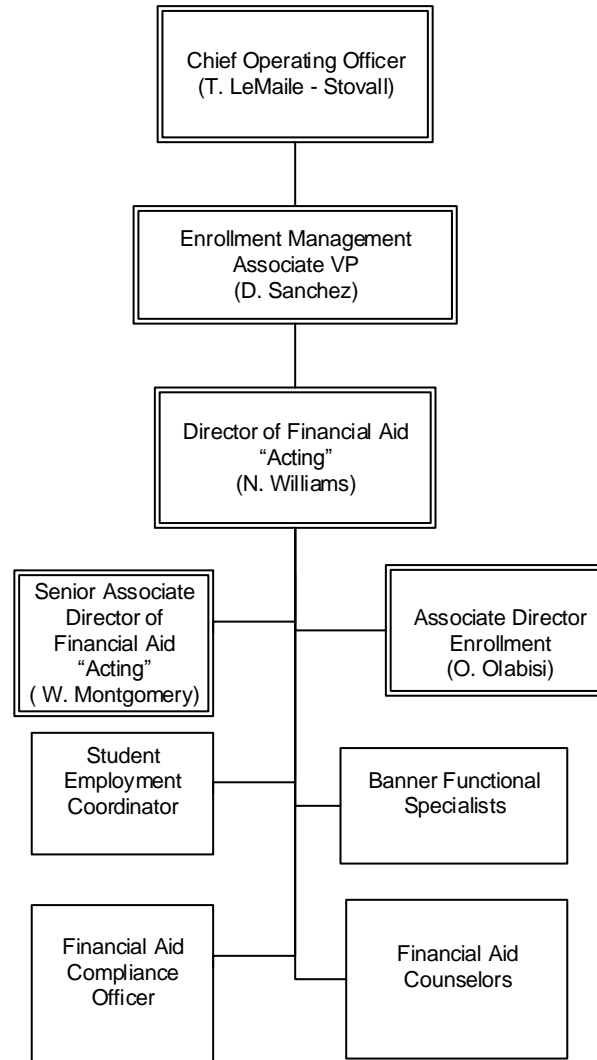 Chief Operating Officer
(T. LeMaile - Stovall)
Enrollment Management
Associate VP
(D. Sanchez)
Director of Financial Aid
“Acting”
(N. Williams)
Senior Associate
Director of
Financial Aid
“Acting”
( W. Montgomery)
Associate Director
Enrollment
(O. Olabisi)
Student
Employment
Coordinator
Banner Functional
Specialists
Financial Aid
Compliance
Officer
Financial Aid
Counselors